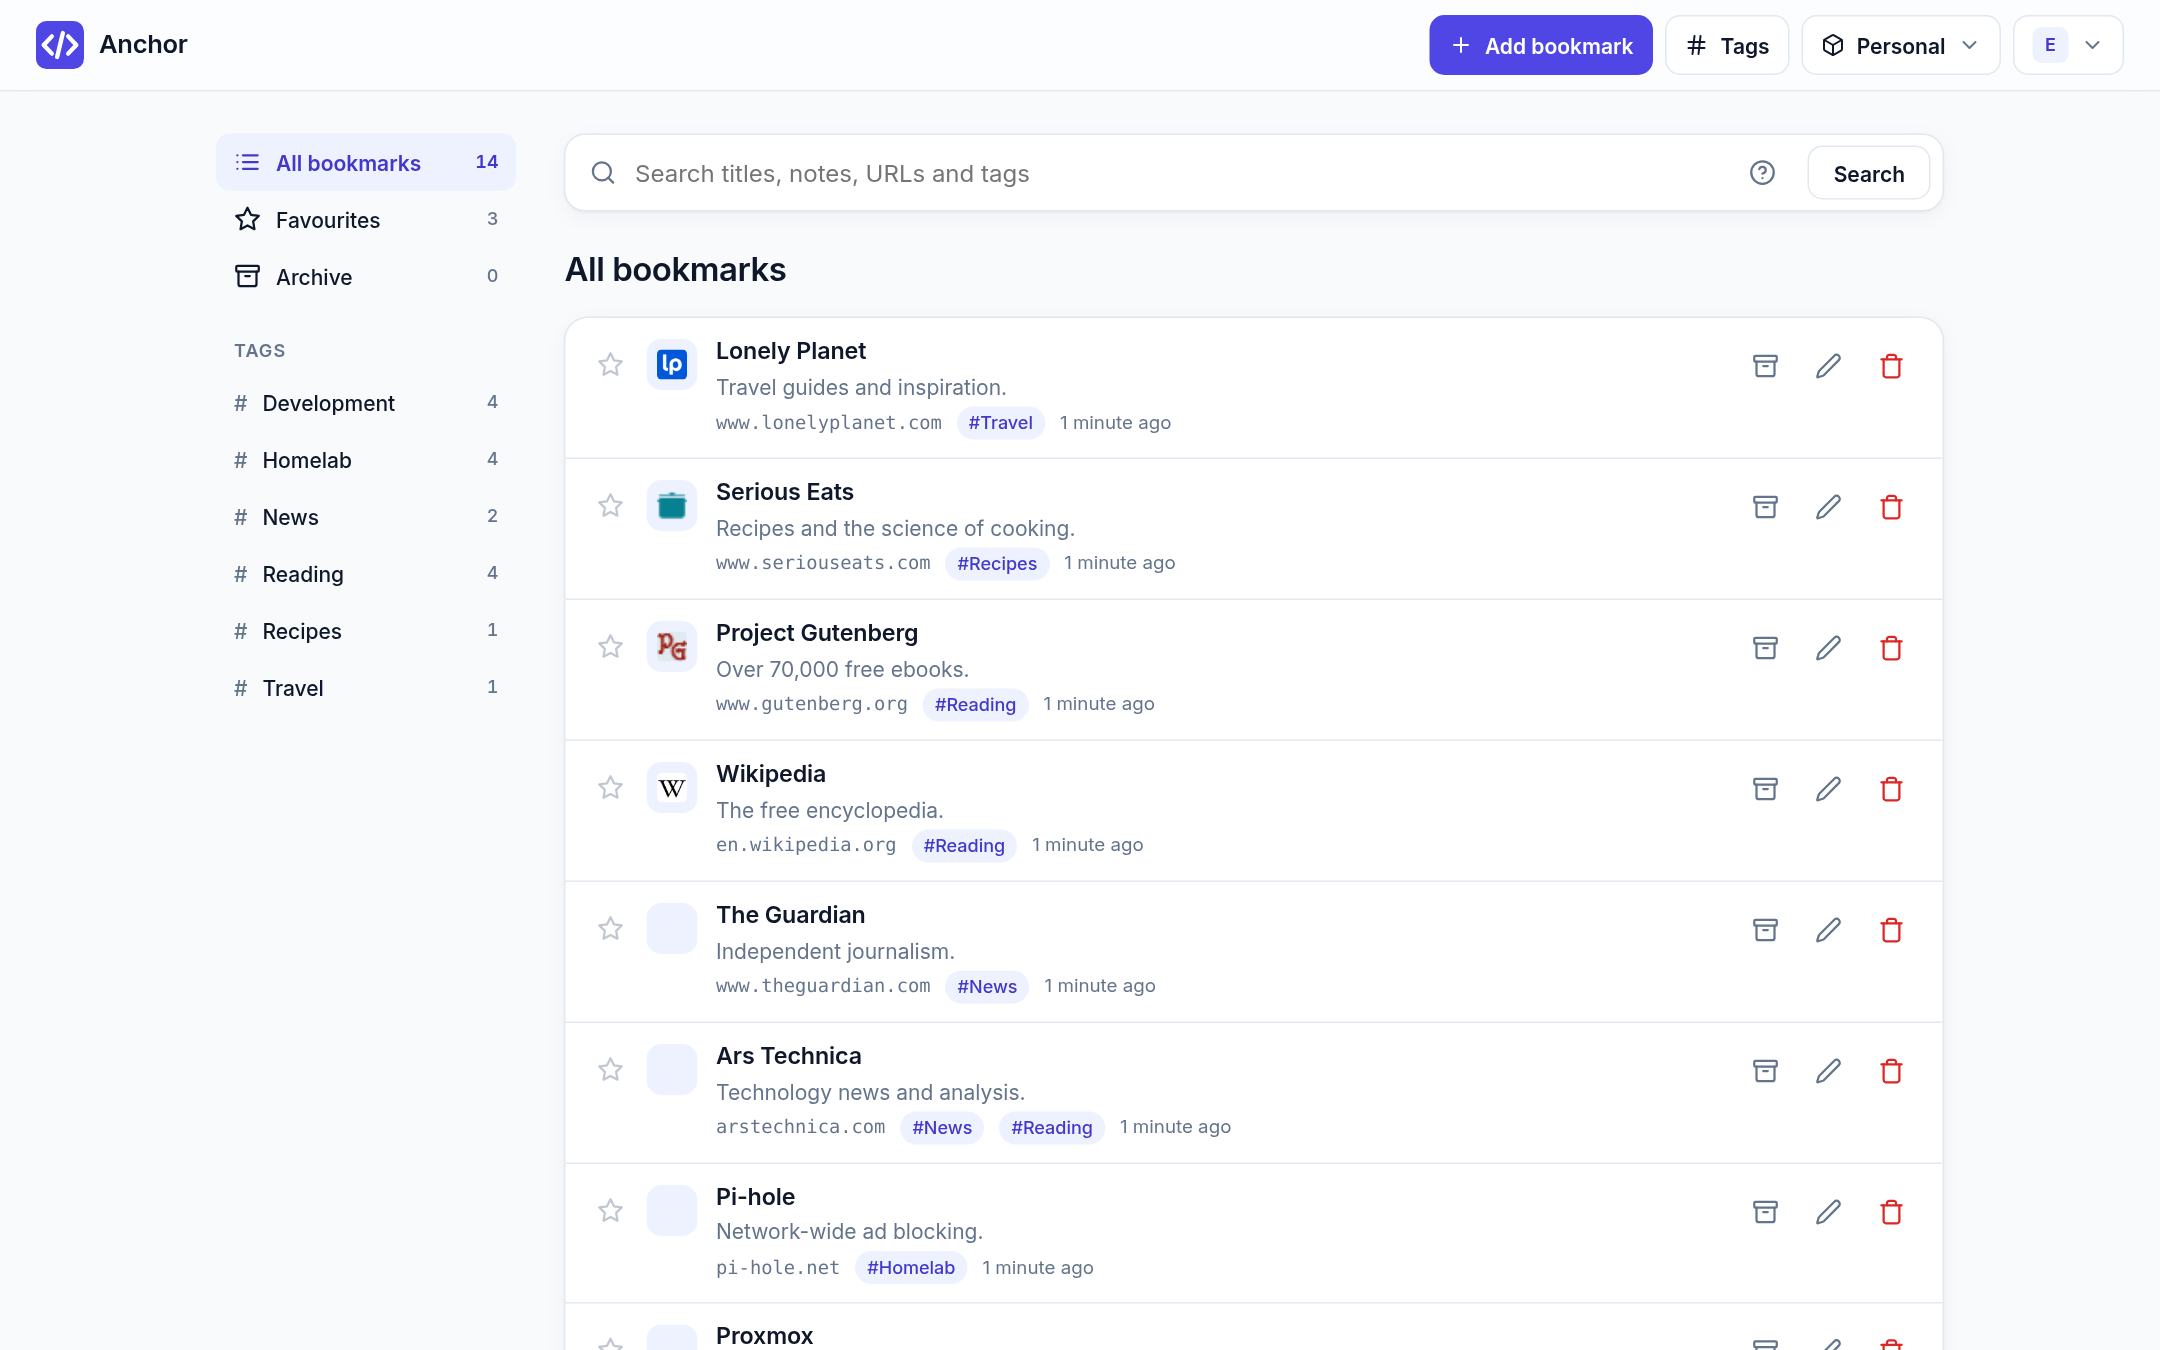 Anchor
Add bookmark
# Tags
Personal
E
All bookmarks 14
Favourites 3
Archive 0
TAGS
# Development 4
# Homelab 4
# News 2
# Reading 4
# Recipes 1
# Travel 1
Search titles, notes, URLs and tags
Search
All bookmarks
lp
Lonely Planet
Travel guides and inspiration.
www.lonelyplanet.com #Travel 1 minute ago
Serious Eats
Recipes and the science of cooking.
www.seriouseats.com #Recipes 1 minute ago
PG
Project Gutenberg
Over 70,000 free ebooks.
www.gutenberg.org #Reading 1 minute ago
W
Wikipedia
The free encyclopedia.
en.wikipedia.org #Reading 1 minute ago
The Guardian
Independent journalism.
www.theguardian.com #News 1 minute ago
Ars Technica
Technology news and analysis.
arstechnica.com #News #Reading 1 minute ago
Pi-hole
Network-wide ad blocking.
pi-hole.net #Homelab 1 minute ago
Proxmox